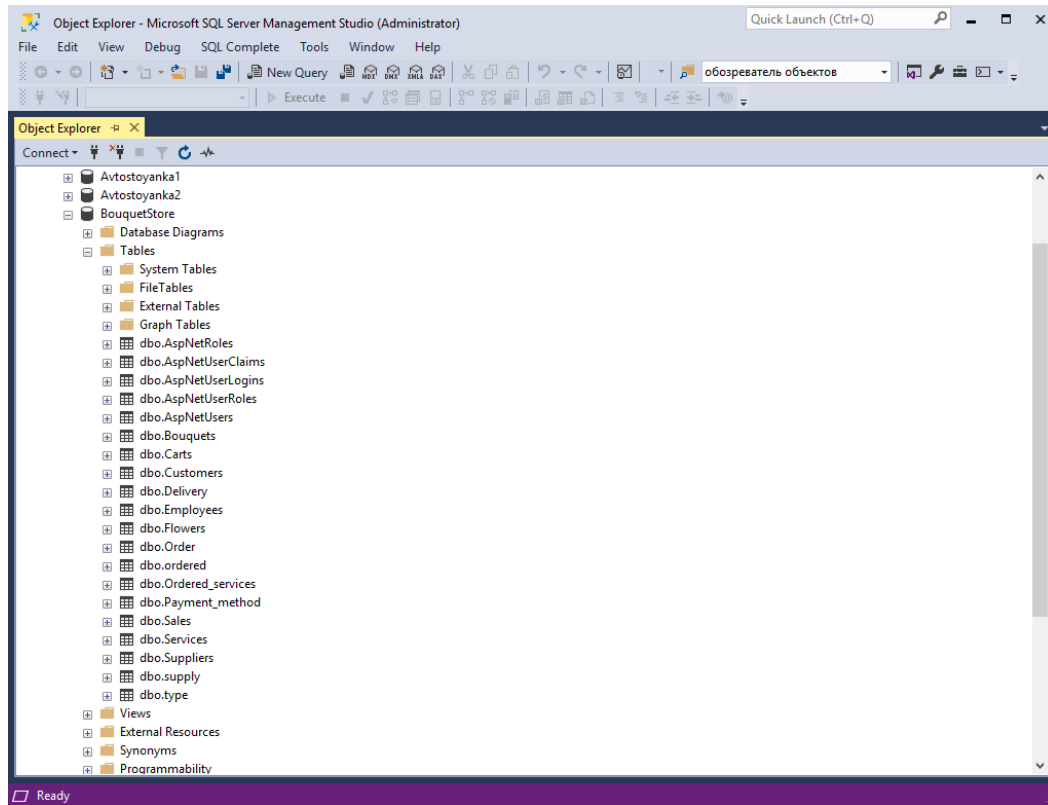 Object Explorer - Microsoft SQL Server Management Studio (Administrator)
Quick Launch (Ctrl+Q)
File Edit View Debug SQL Complete Tools Window Help
New Query MDX DMX XMLA DAX обозреватель объектов
Execute
Object Explorer
Connect
Avtostoyanka1
Avtostoyanka2
BouquetStore
Database Diagrams
Tables
System Tables
FileTables
External Tables
Graph Tables
dbo.AspNetRoles
dbo.AspNetUserClaims
dbo.AspNetUserLogins
dbo.AspNetUserRoles
dbo.AspNetUsers
dbo.Bouquets
dbo.Carts
dbo.Customers
dbo.Delivery
dbo.Employees
dbo.Flowers
dbo.Order
dbo.ordered
dbo.Ordered_services
dbo.Payment_method
dbo.Sales
dbo.Services
dbo.Suppliers
dbo.supply
dbo.type
Views
External Resources
Synonyms
Programmability
Ready